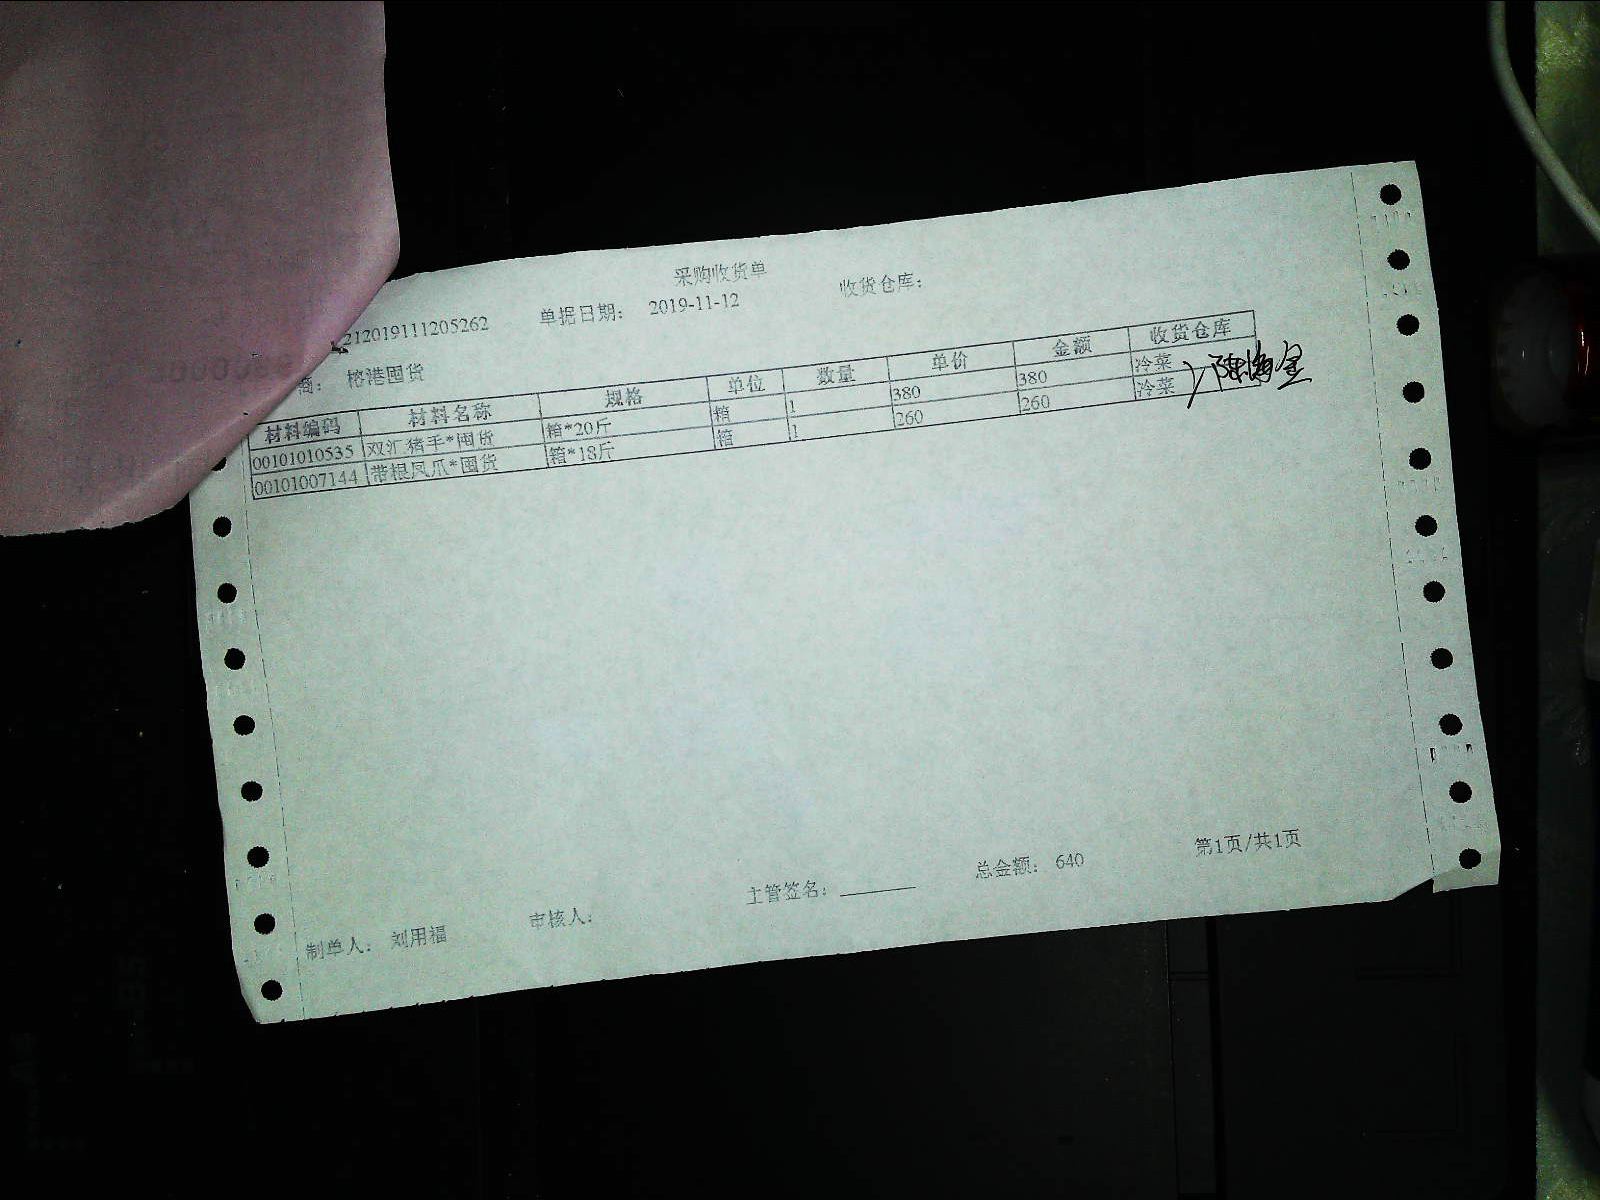 采购收货单
212019111205262 单据日期： 2019-11-12 收货仓库：
商： 榕港囤货
材料编码 材料名称 规格 单位 数量 单价 金额 收货仓库
00101010535 双汇猪手*囤货 箱*20斤 箱 1 380 380 冷菜
00101007144 带根凤爪*囤货 箱*18斤 箱 1 260 260 冷菜
制单人： 刘用福 审核人： 主管签名： 总金额： 640 第1页/共1页